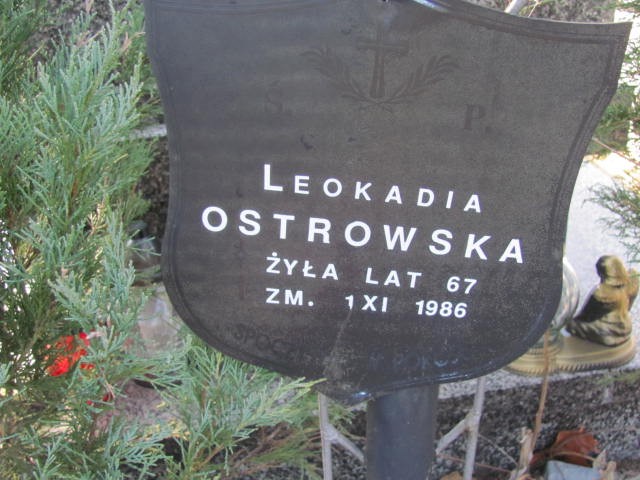 Ś. P.
LEOKADIA
OSTROWSKA
ŻYŁA LAT 67
ZM. 1 XI 1986